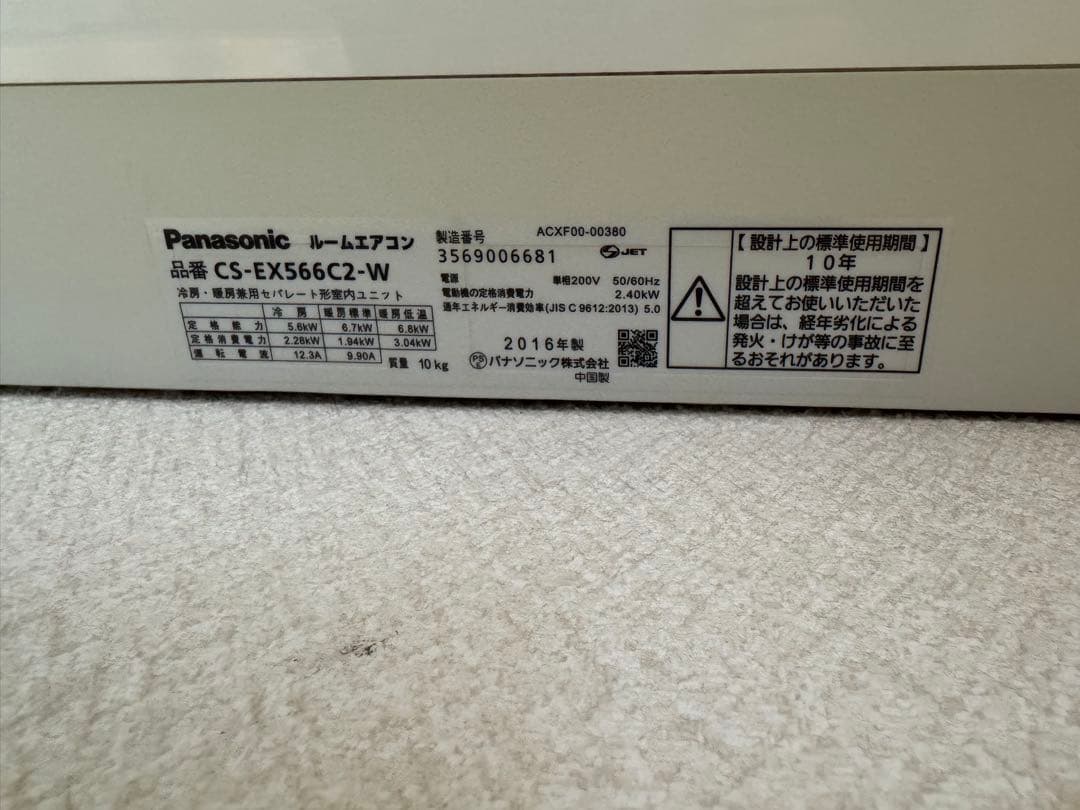 Panasonic ルームエアコン
品番 CS-EX566C2-W
冷房・暖房兼用セパレート形室内ユニット
冷房 暖房標準 暖房低温
定格能力 5.6kW 6.7kW 6.8kW
定格消費電力 2.28kW 1.94kW 3.04kW
運転電流 12.3A 9.90A
質量 10kg
製造番号 ACXF00-00380
3569006681 JET
電源 単相200V 50/60Hz
電動機の定格消費電力 2.40kW
通年エネルギー消費効率(JIS C 9612:2013) 5.0
2016年製
PSE パナソニック株式会社
中国製
【設計上の標準使用期間】
10年
設計上の標準使用期間を
超えてお使いいただいた
場合は、経年劣化による
発火・けが等の事故に至
るおそれがあります。